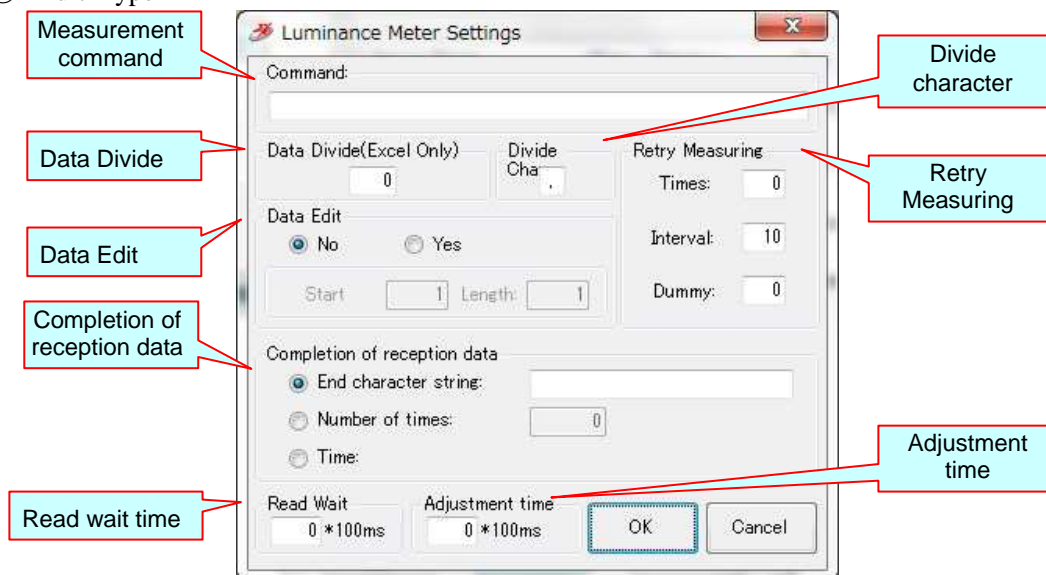 Measurement
command
Luminance Meter Settings
Divide
character
Command:
Data Divide
Data Divide(Excel Only)
0
Divide
Cha
,
Retry Measuring
Times: 0
Retry
Measuring
Data Edit
Data Edit
No Yes
Interval: 10
Start 1 Length: 1
Dummy: 0
Completion of
reception data
Completion of reception data
End character string:
Number of times: 0
Time:
Adjustment
time
Read wait time
Read Wait
0 *100ms
Adjustment time
0 *100ms
OK
Cancel